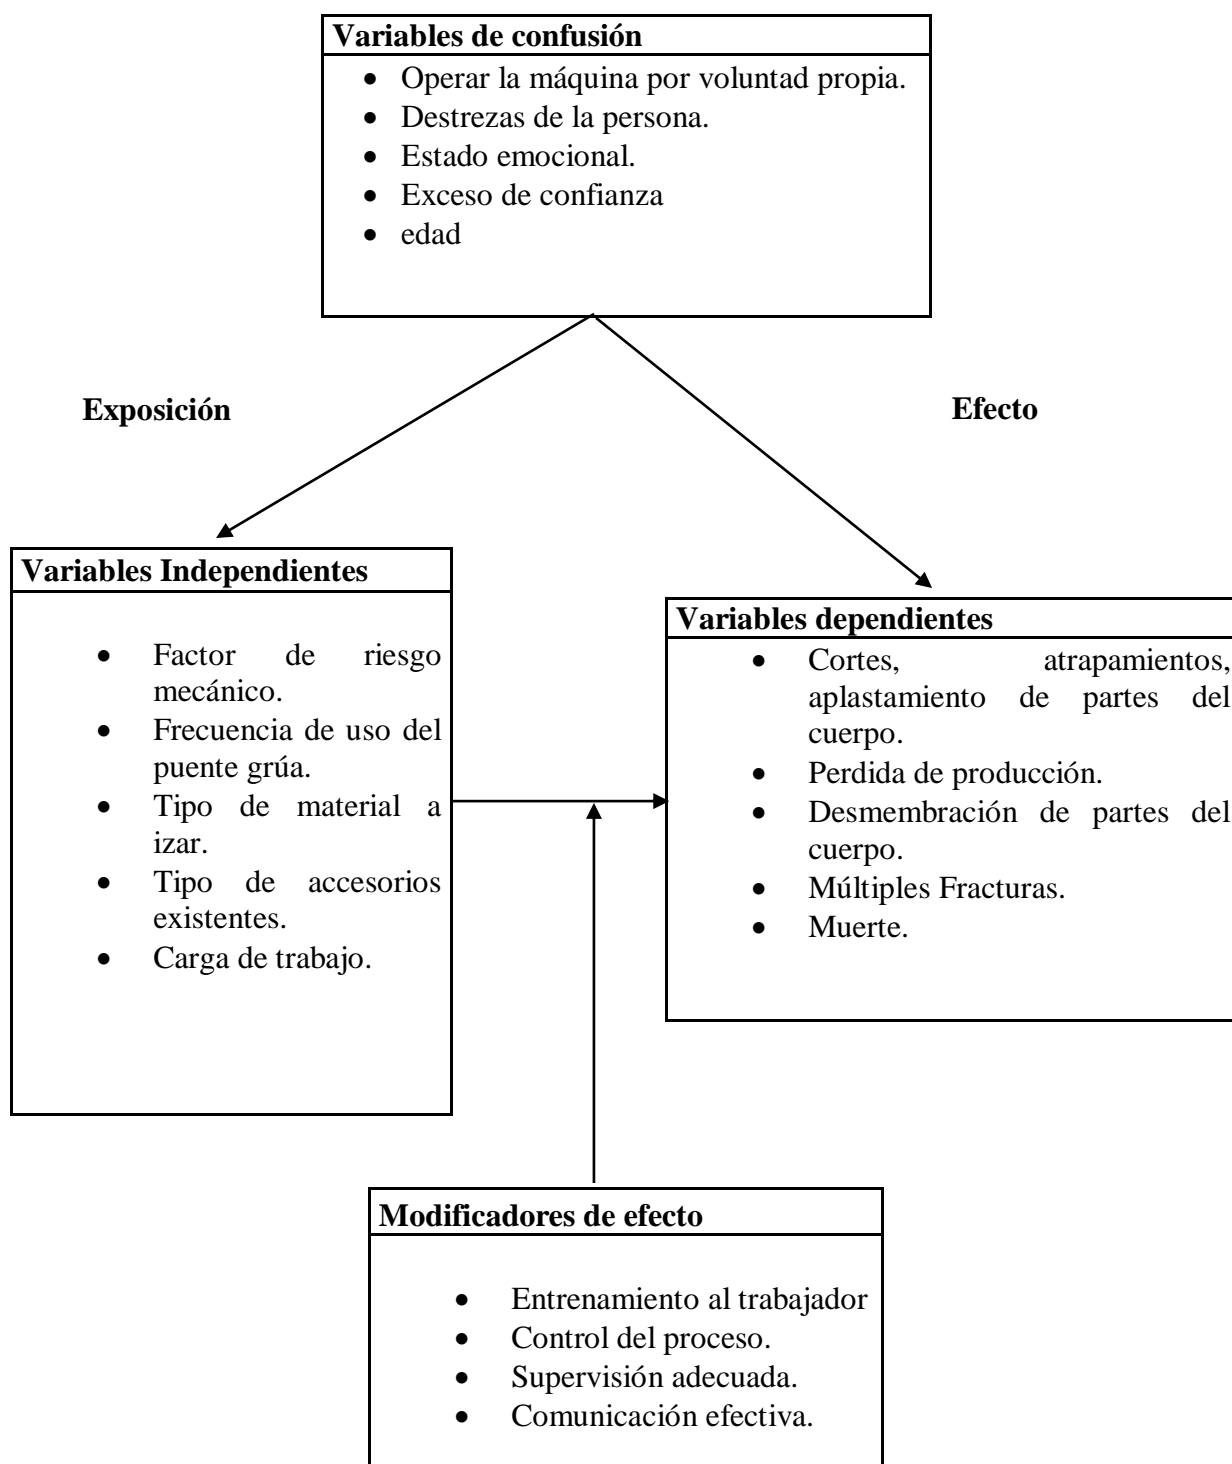 Variables de confusión
• Operar la máquina por voluntad propia.
• Destrezas de la persona.
• Estado emocional.
• Exceso de confianza
• edad
Exposición
Efecto
Variables Independientes
• Factor de riesgo
mecánico.
• Frecuencia de uso del
puente grúa.
• Tipo de material a
izar.
• Tipo de accesorios
existentes.
• Carga de trabajo.
Variables dependientes
• Cortes, atrapamientos,
aplastamiento de partes del
cuerpo.
• Perdida de producción.
• Desmembración de partes del
cuerpo.
• Múltiples Fracturas.
• Muerte.
Modificadores de efecto
• Entrenamiento al trabajador
• Control del proceso.
• Supervisión adecuada.
• Comunicación efectiva.